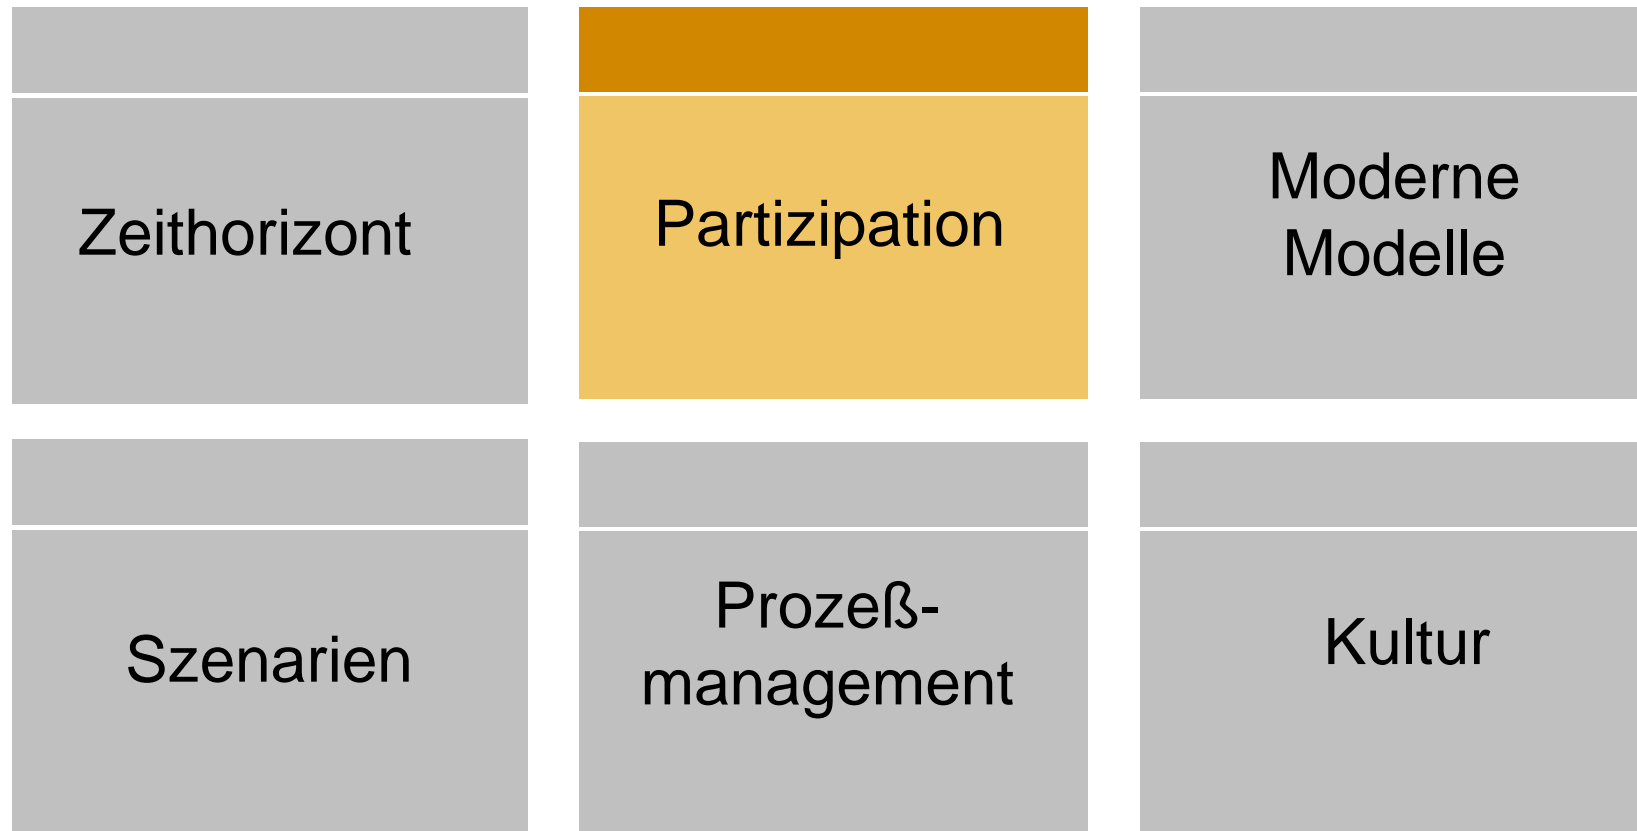 Zeithorizont
Partizipation
Moderne
Modelle
Szenarien
Prozeß-
management
Kultur